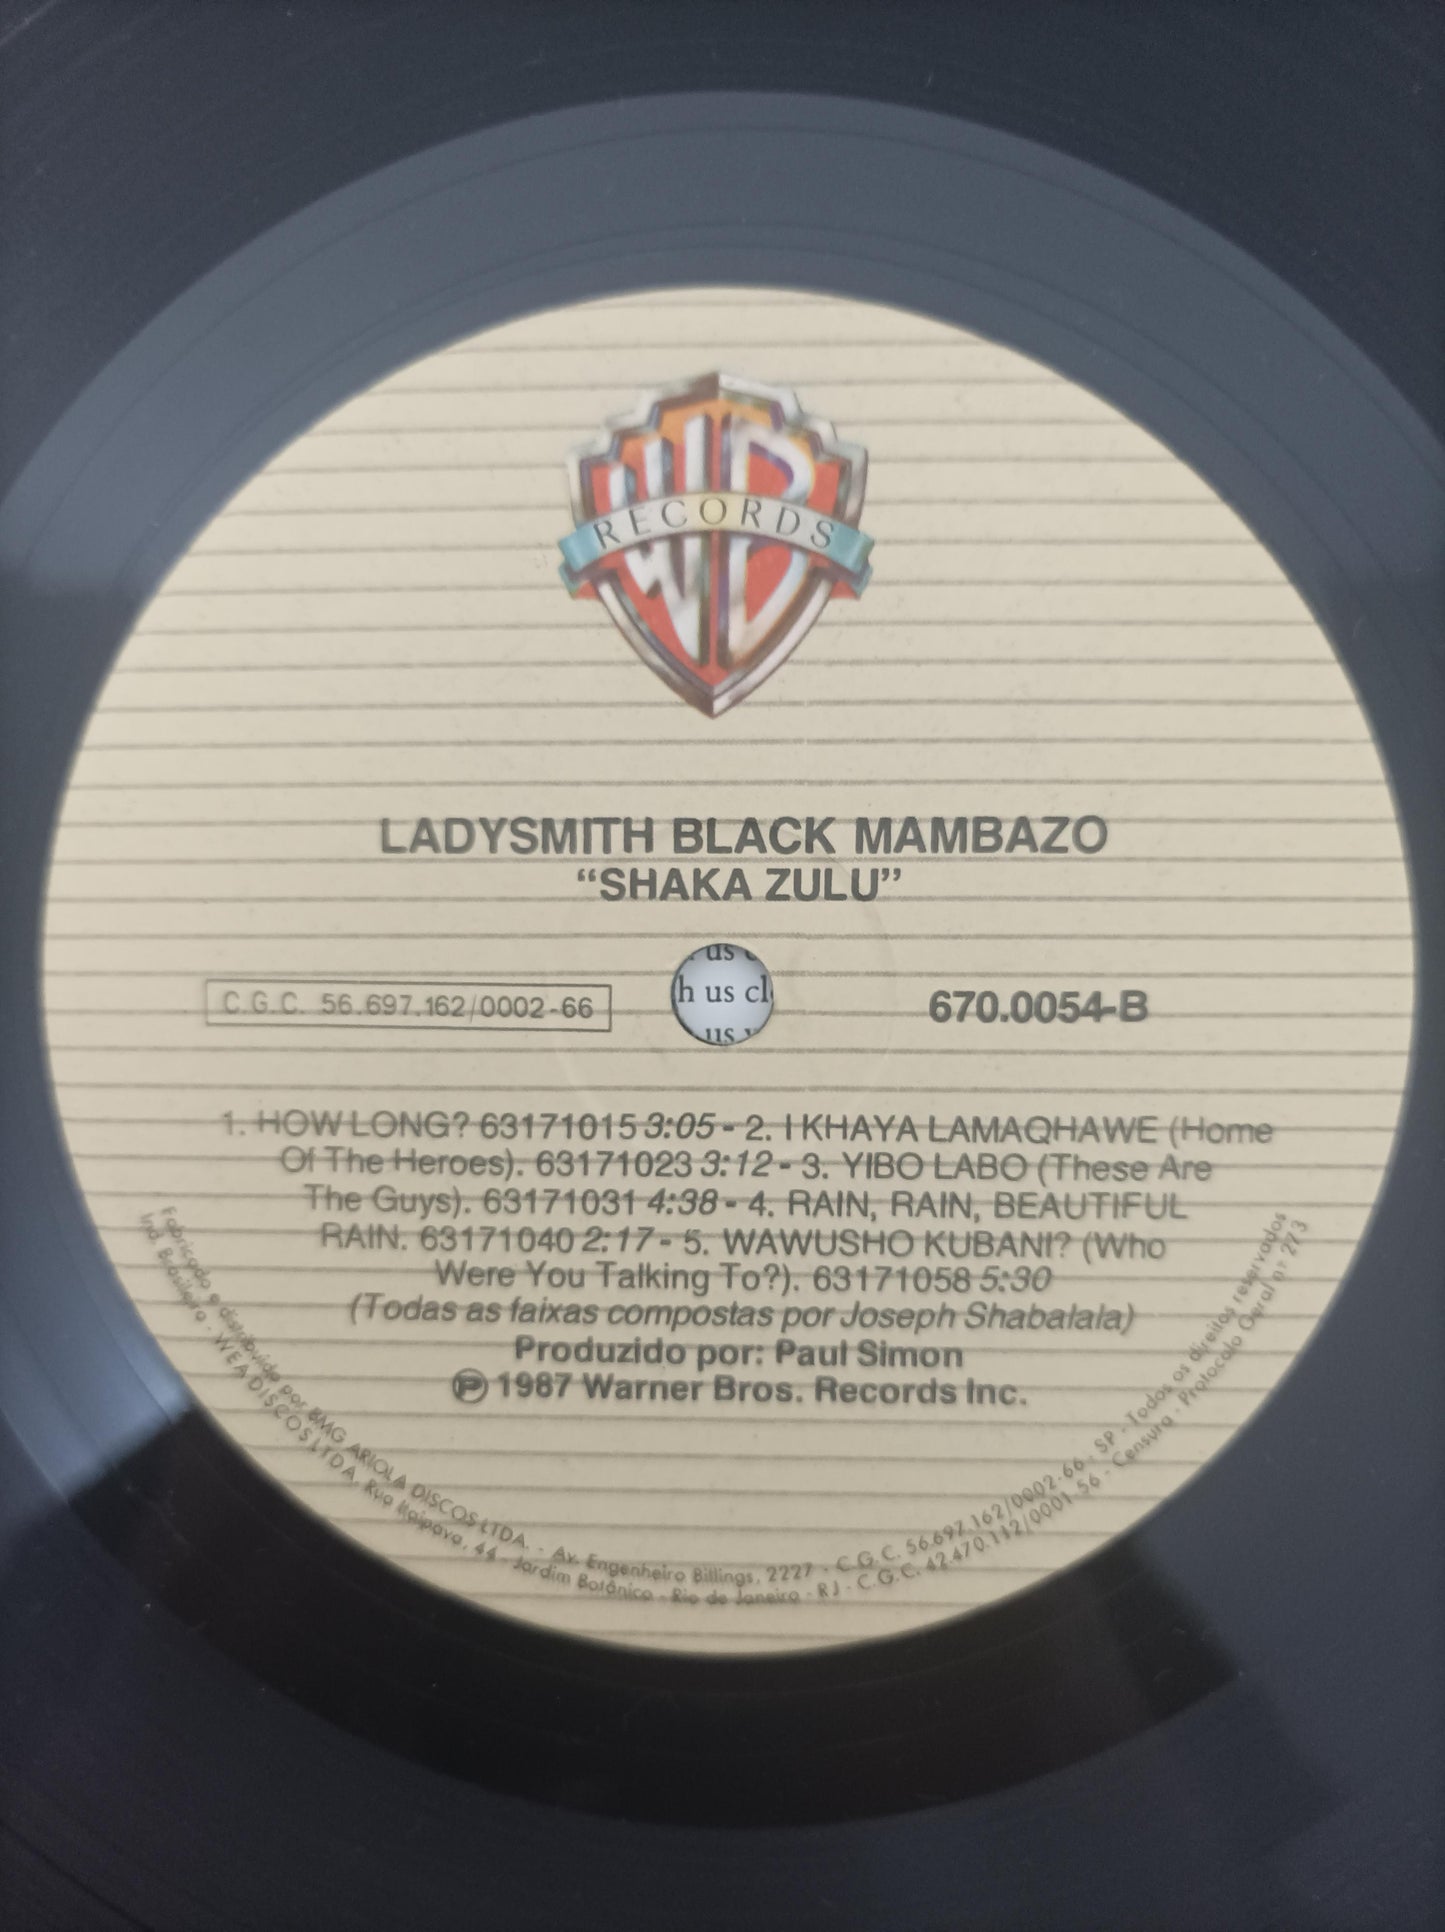 WB
RECORDS
LADYSMITH BLACK MAMBAZO
“SHAKA ZULU”
C.G.C. 56.697.162/0002-66
h us cl
670.0054-B
1. HOW LONG? 63171015 3:05 - 2. I KHAYA LAMAQHAWE (Home
Of The Heroes). 63171023 3:12 - 3. YIBO LABO (These Are
The Guys). 63171031 4:38 - 4. RAIN, RAIN, BEAUTIFUL
RAIN. 63171040 2:17 - 5. WAWUSHO KUBANI? (Who
Were You Talking To?). 63171058 5:30
(Todas as faixas compostas por Joseph Shabalala)
Produzido por: Paul Simon
℗ 1987 Warner Bros. Records Inc.
Fabricado e distribuído por BMG ARIOLA DISCOS LTDA. - Av. Engenheiro Billings, 2227 - C.G.C. 56.697.162/0002-66 - SP - Todos os direitos reservados
Ind. Brasileira - WEA DISCOS LTDA. Rua Itaipava, 44 - Jardim Botânico - Rio de Janeiro - RJ - C.G.C. 42.470.112/0001-56 - Censura - Protocolo Geral nº 273